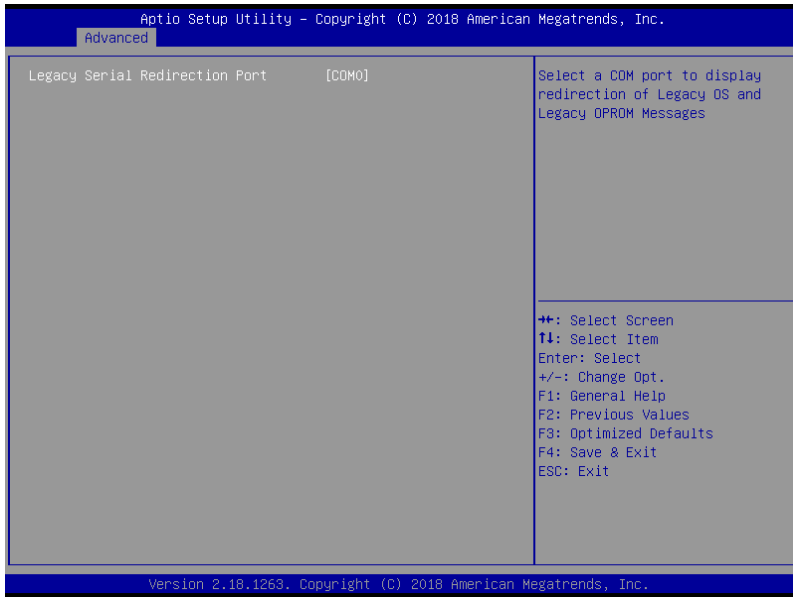 Aptio Setup Utility – Copyright (C) 2018 American Megatrends, Inc.
Advanced
Legacy Serial Redirection Port [COM0]
Select a COM port to display
redirection of Legacy OS and
Legacy OPROM Messages
→←: Select Screen
↑↓: Select Item
Enter: Select
+/-: Change Opt.
F1: General Help
F2: Previous Values
F3: Optimized Defaults
F4: Save & Exit
ESC: Exit
Version 2.18.1263. Copyright (C) 2018 American Megatrends, Inc.